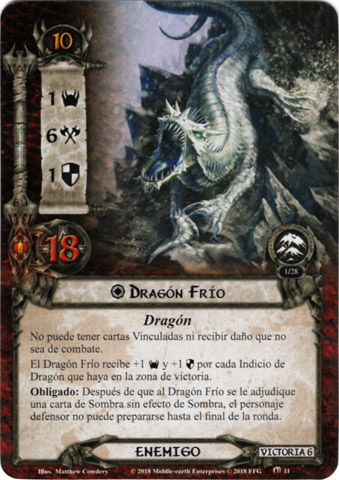 10
1
6
1
18
1/28
Dragón Frío
Dragón
No puede tener cartas Vinculadas ni recibir daño que no
sea de combate.
El Dragón Frío recibe +1 y +1 por cada Indicio de
Dragón que haya en la zona de victoria.
Obligado: Después de que al Dragón Frío se le adjudique
una carta de Sombra sin efecto de Sombra, el personaje
defensor no puede prepararse hasta el final de la ronda.
ENEMIGO
VICTORIA 6
Illus. Matthew Cowdery
© 2018 Middle-earth Enterprises © 2018 FFG
11